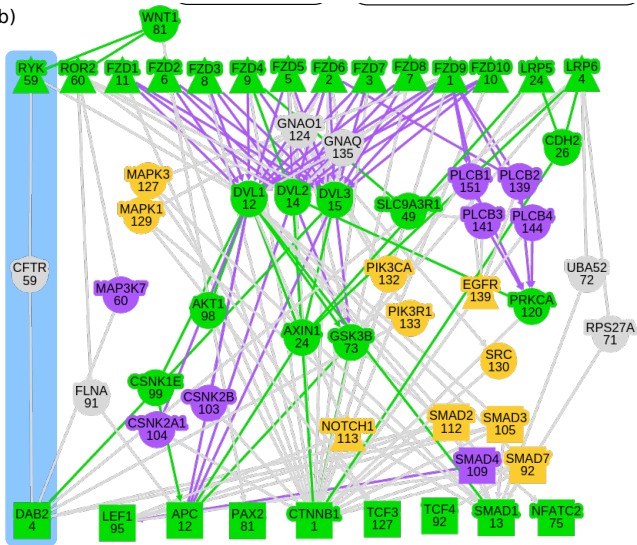 b)
WNT1
81
RYK
59
ROR2
60
FZD1
11
FZD2
6
FZD3
8
FZD4
9
FZD5
5
FZD6
2
FZD7
3
FZD8
7
FZD9
1
FZD10
10
LRP5
24
LRP6
4
GNAO1
124
GNAQ
135
CDH2
26
MAPK3
127
MAPK1
129
DVL1
12
DVL2
14
DVL3
15
SLC9A3R1
49
PLCB1
151
PLCB2
139
PLCB3
141
PLCB4
144
CFTR
59
MAP3K7
60
PIK3CA
132
EGFR
139
UBA52
72
PRKCA
120
AKT1
98
PIK3R1
133
AXIN1
24
GSK3B
73
RPS27A
71
SRC
130
FLNA
91
CSNK1E
99
CSNK2B
103
CSNK2A1
104
NOTCH1
113
SMAD2
112
SMAD3
105
SMAD4
109
SMAD7
92
DAB2
4
LEF1
95
APC
12
PAX2
81
CTNNB1
1
TCF3
127
TCF4
92
SMAD1
13
NFATC2
75